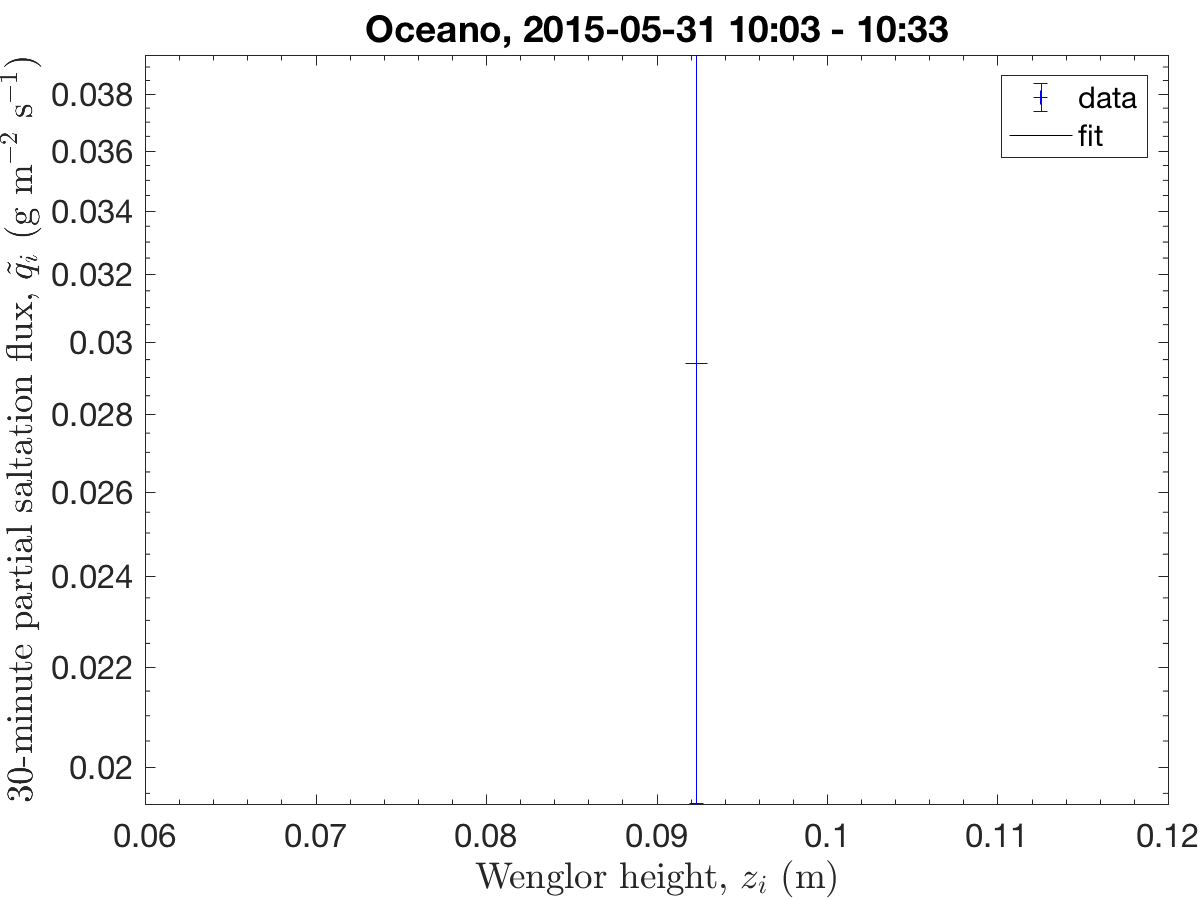 Oceano, 2015-05-31 10:03 - 10:33
30-minute partial saltation flux, q̃ᵢ (g m⁻² s⁻¹)
0.038
0.036
0.034
0.032
0.03
0.028
0.026
0.024
0.022
0.02
data
fit
0.06 0.07 0.08 0.09 0.1 0.11 0.12
Wenglor height, zᵢ (m)